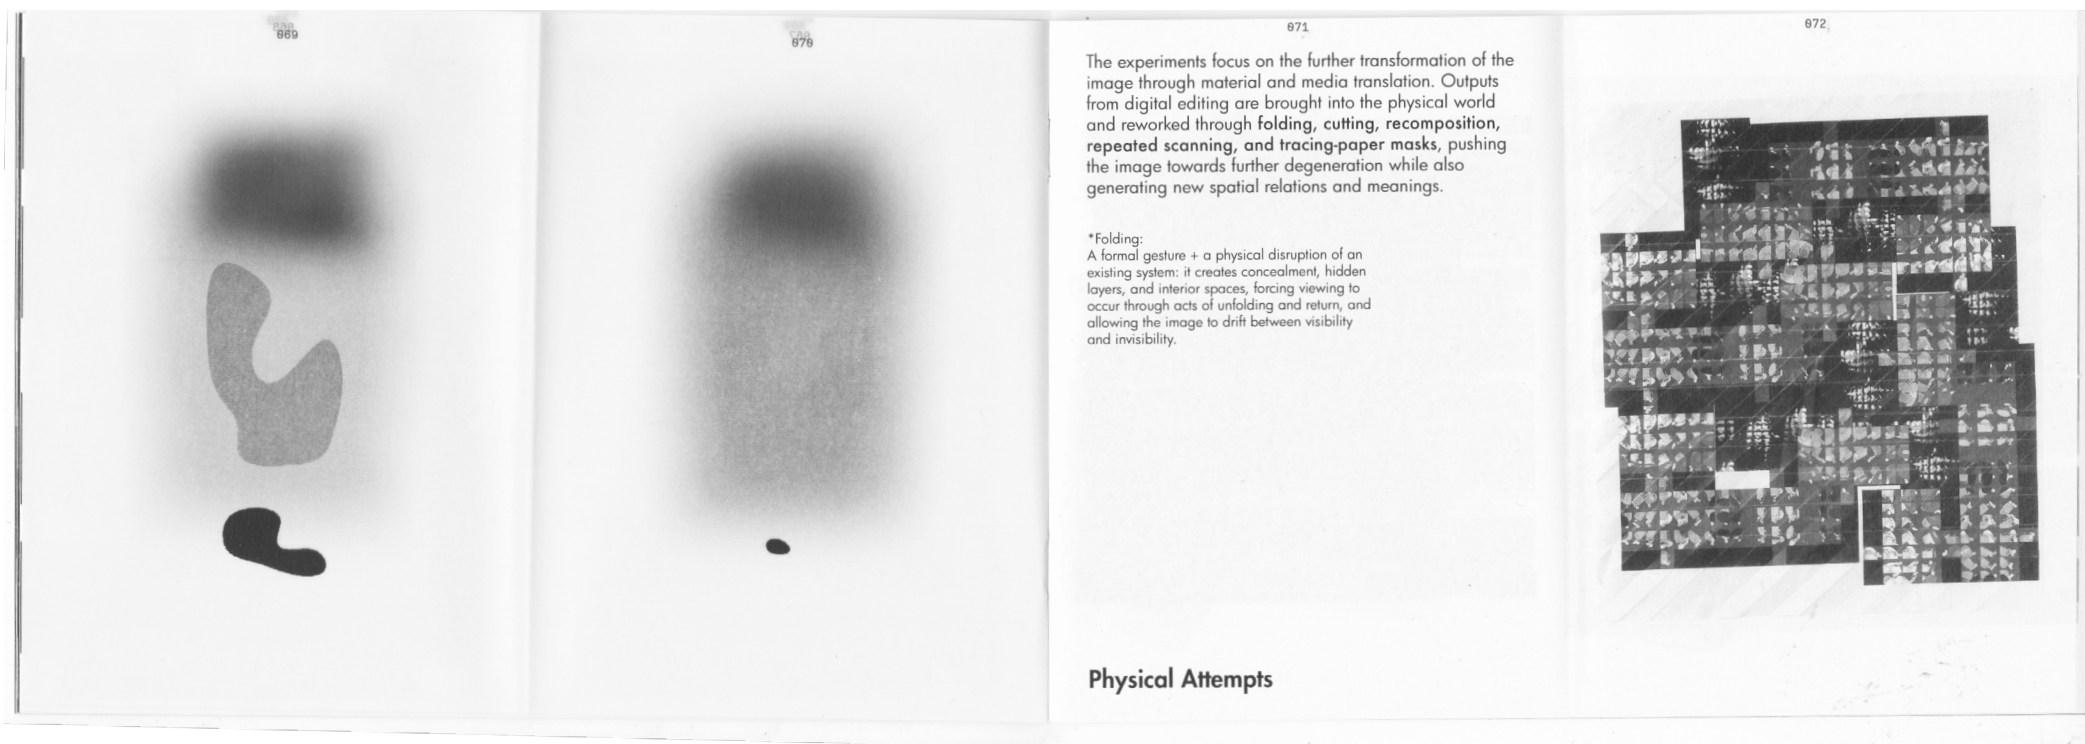 069
070
071
072
The experiments focus on the further transformation of the
image through material and media translation. Outputs
from digital editing are brought into the physical world
and reworked through folding, cutting, recomposition,
repeated scanning, and tracing-paper masks, pushing
the image towards further degeneration while also
generating new spatial relations and meanings.
*Folding:
A formal gesture + a physical disruption of an
existing system: it creates concealment, hidden
layers, and interior spaces, forcing viewing to
occur through acts of unfolding and return, and
allowing the image to drift between visibility
and invisibility.
Physical Attempts